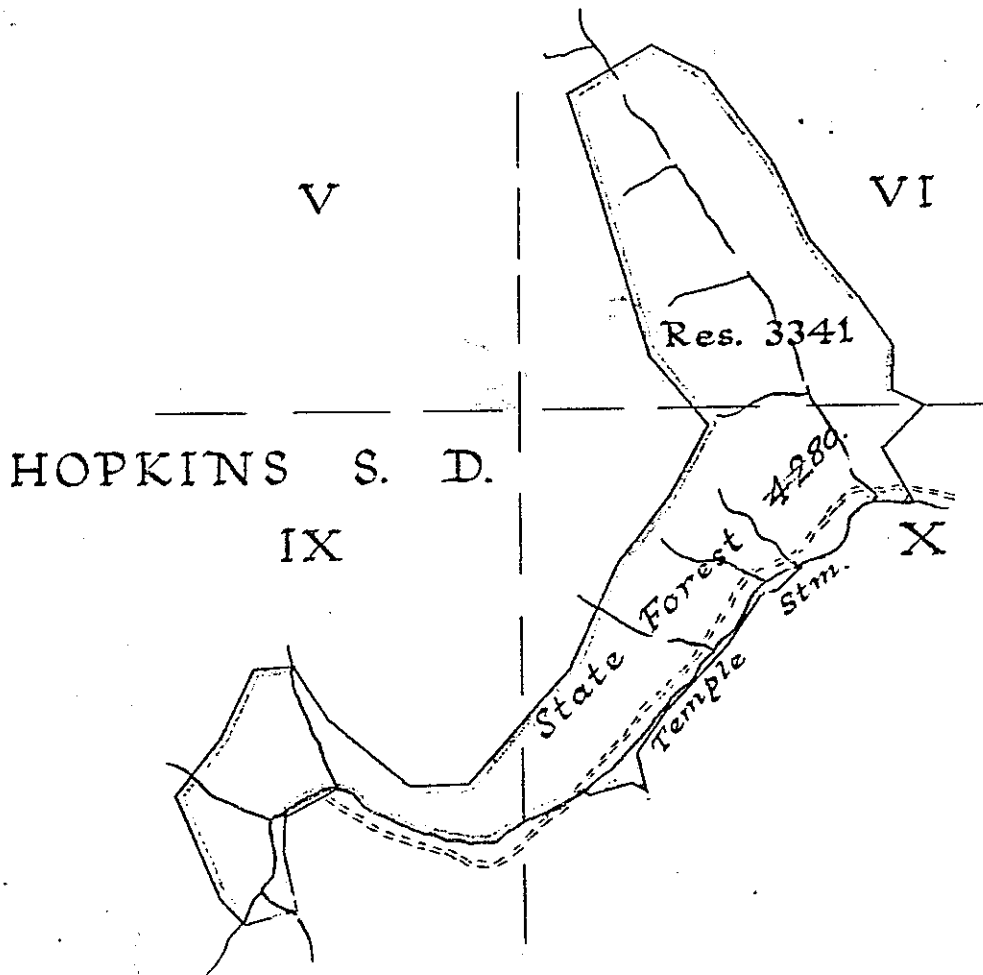 V
VI
Res. 3341
HOPKINS S. D.
4280.
IX
X
State Forest
Temple Stm.